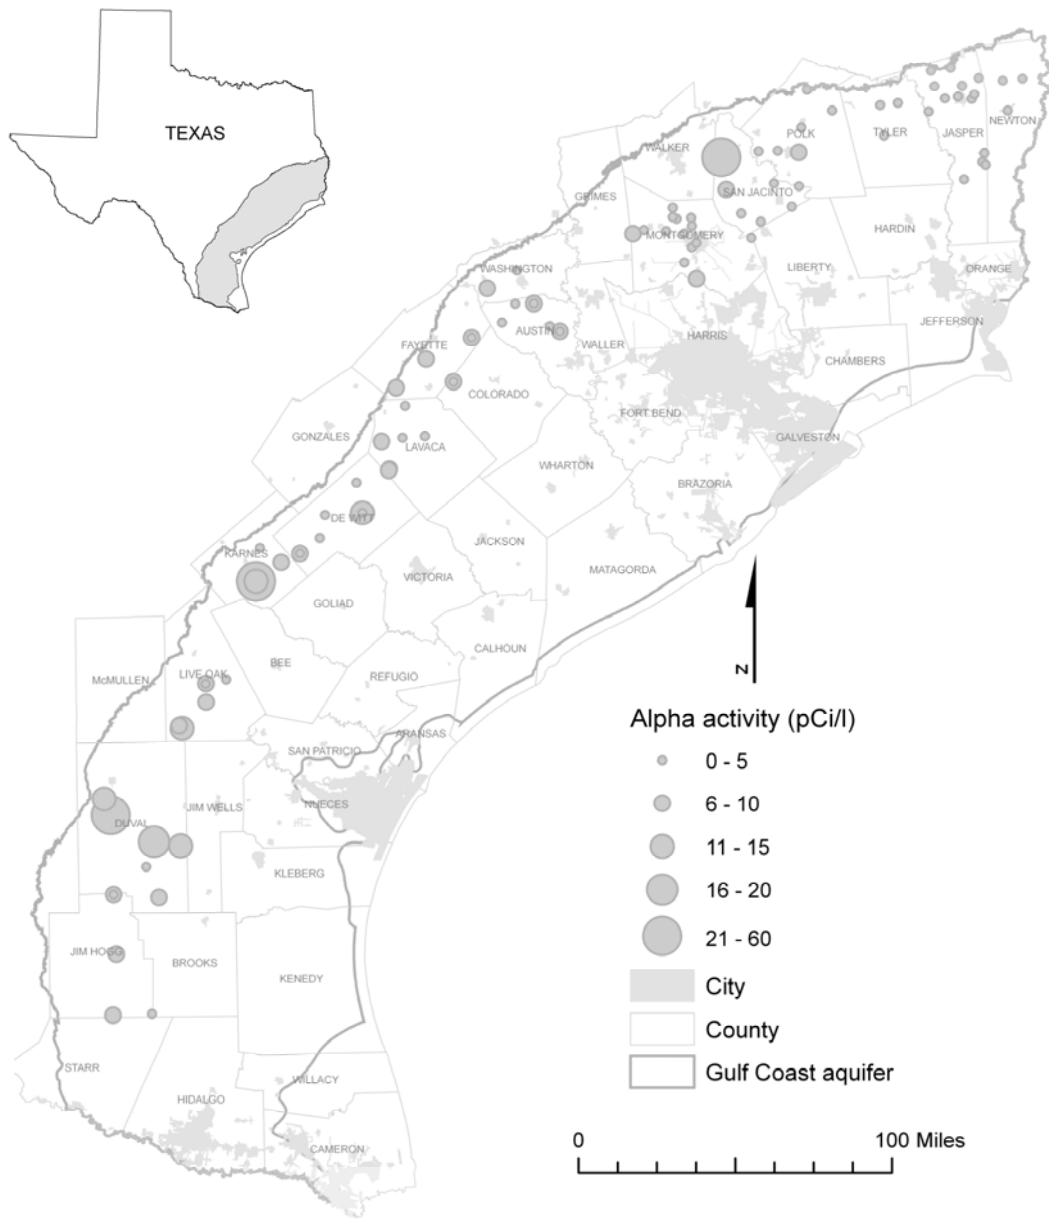 TEXAS
NEWTON
POLK
TYLER
JASPER
WALKER
SAN JACINTO
GRIMES
HARDIN
MONTGOMERY
LIBERTY
ORANGE
WASHINGTON
JEFFERSON
AUSTIN
HARRIS
WALLER
FAYETTE
CHAMBERS
COLORADO
FORT BEND
GONZALES
GALVESTON
LAVACA
WHARTON
BRAZORIA
DE WITT
JACKSON
KARNES
MATAGORDA
VICTORIA
GOLIAD
CALHOUN
BEE
LIVE OAK
REFUGIO
McMULLEN
N
Alpha activity (pCi/l)
ARANSAS
SAN PATRICIO
0 - 5
JIM WELLS
NUECES
6 - 10
DUVAL
11 - 15
KLEBERG
16 - 20
21 - 60
JIM HOGG
BROOKS
KENEDY
City
County
STARR
Gulf Coast aquifer
WILLACY
HIDALGO
CAMERON
0
100 Miles